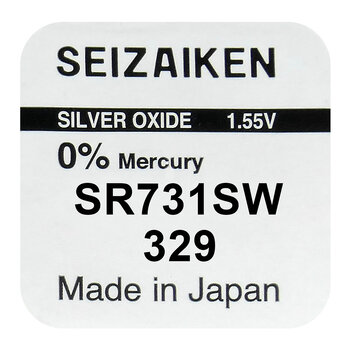 SEIZAIKEN
SILVER OXIDE 1.55V
0% Mercury
SR731SW
329
Made in Japan